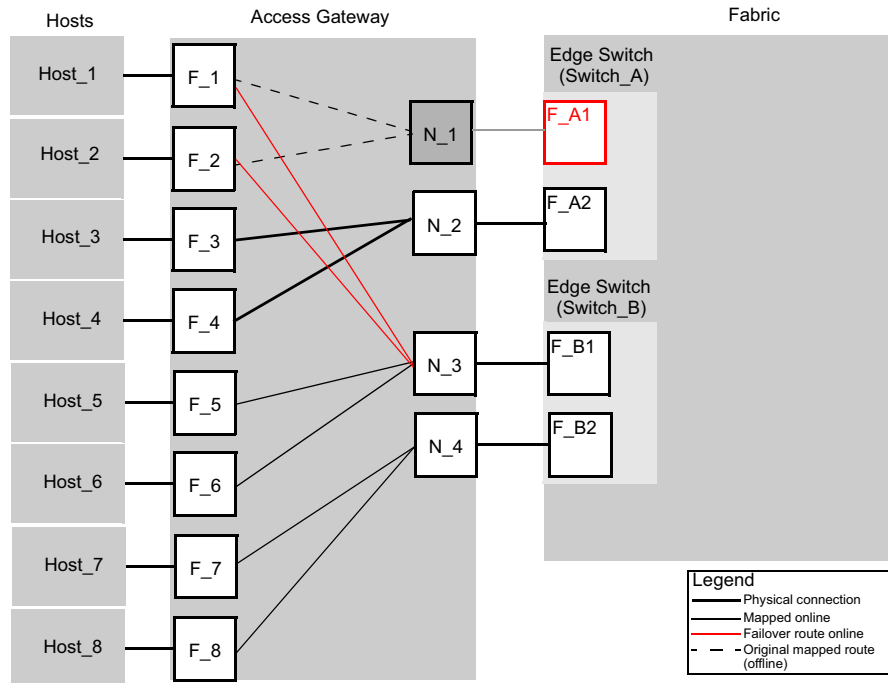 Hosts
Access Gateway
Fabric
Host_1
Host_2
Host_3
Host_4
Host_5
Host_6
Host_7
Host_8
F_1
F_2
F_3
F_4
F_5
F_6
F_7
F_8
N_1
N_2
N_3
N_4
Edge Switch
(Switch_A)
F_A1
F_A2
Edge Switch
(Switch_B)
F_B1
F_B2
Legend
Physical connection
Mapped online
Failover route online
Original mapped route
(offline)